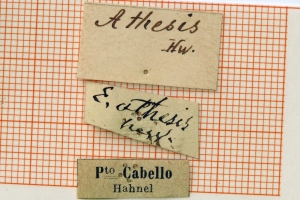 Athesis
Hw.
E. athesis
Pto Cabello
Hahnel